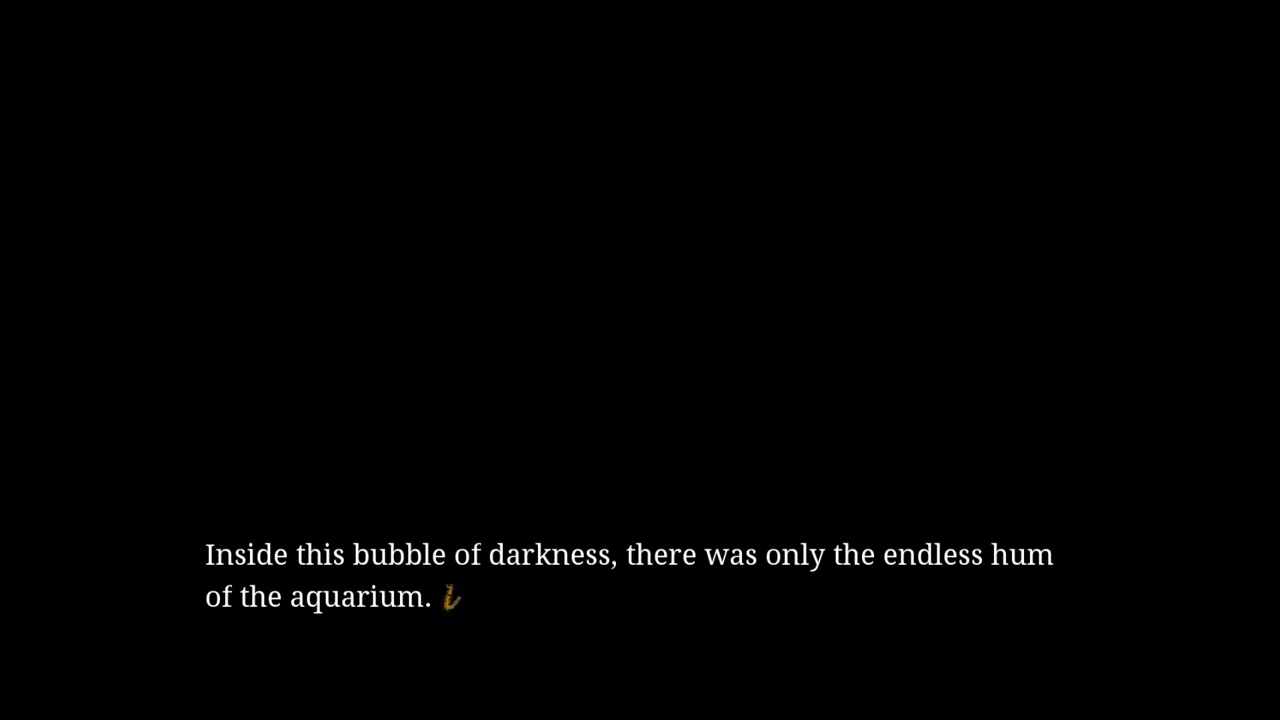 Inside this bubble of darkness, there was only the endless hum
of the aquarium.